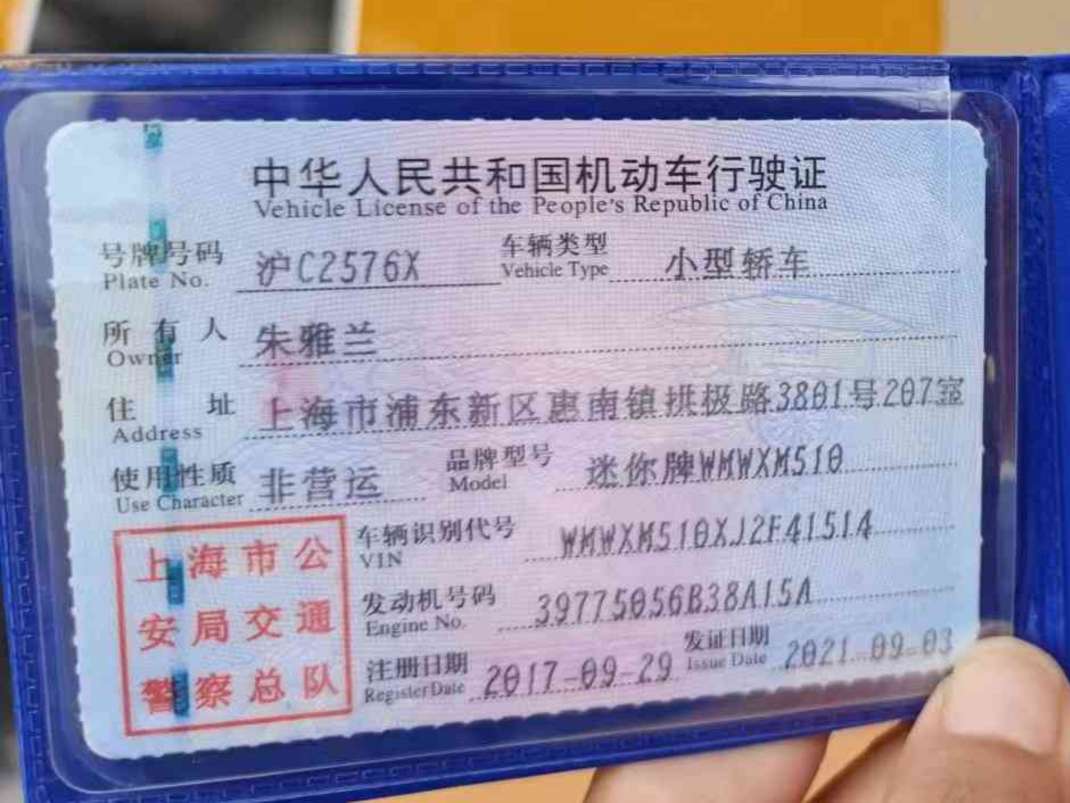 中华人民共和国机动车行驶证
Vehicle License of the People's Republic of China
号牌号码 沪C2576X 车辆类型 小型轿车
Plate No. Vehicle Type
所有人 朱雅兰
Owner
住址 上海市浦东新区惠南镇拱极路3801号207室
Address
使用性质 非营运 品牌型号 迷你牌WMWXM510
Use Character Model
车辆识别代号 WMWXM510XJ2F41514
VIN
发动机号码 39775056B38A15A
Engine No.
注册日期 2017-09-29 发证日期 2021-09-03
Register Date Issue Date
上海市公
安局交通
警察总队